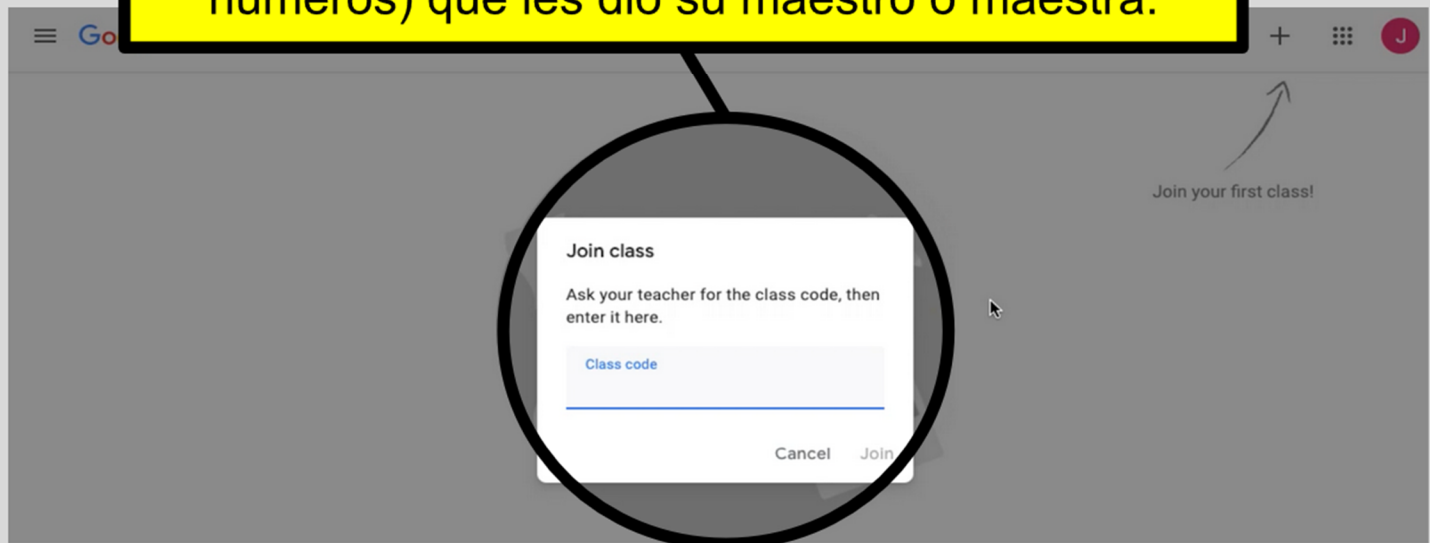 números) que les dio su maestro o maestra.
Go
J
Join your first class!
Join class
Ask your teacher for the class code, then
enter it here.
Class code
Cancel Join